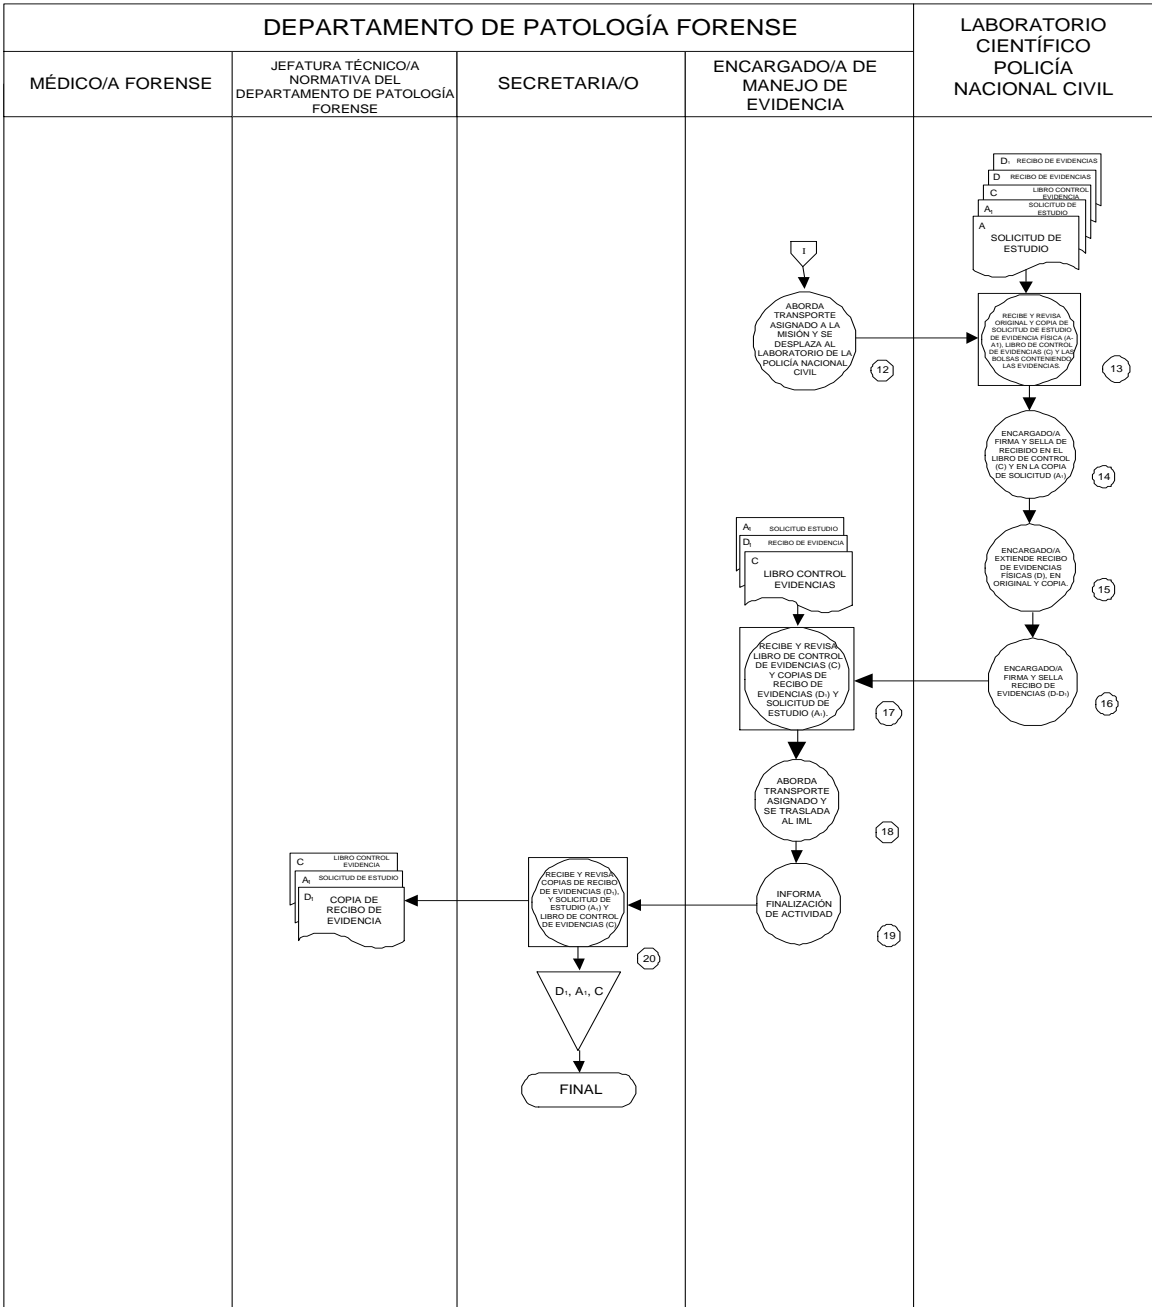 DEPARTAMENTO DE PATOLOGÍA FORENSE
LABORATORIO
CIENTÍFICO
POLICÍA
NACIONAL CIVIL
MÉDICO/A FORENSE
JEFATURA TÉCNICO/A
NORMATIVA DEL
DEPARTAMENTO DE PATOLOGÍA
FORENSE
SECRETARIA/O
ENCARGADO/A DE
MANEJO DE
EVIDENCIA
D1 RECIBO DE EVIDENCIAS
D RECIBO DE EVIDENCIAS
C LIBRO CONTROL
EVIDENCIA
A1 SOLICITUD DE
ESTUDIO
A
SOLICITUD DE
ESTUDIO
I
ABORDA
TRANSPORTE
ASIGNADO A LA
MISIÓN Y SE
DESPLAZA AL
LABORATORIO DE LA
POLICÍA NACIONAL
CIVIL
12
RECIBE Y REVISA
ORIGINAL Y COPIA DE
SOLICITUD DE ESTUDIO
DE EVIDENCIA FÍSICA (A-
A1), LIBRO DE CONTROL
DE EVIDENCIAS (C) Y LAS
BOLSAS CONTENIENDO
LAS EVIDENCIAS.
13
ENCARGADO/A
FIRMA Y SELLA DE
RECIBIDO EN EL
LIBRO DE CONTROL
(C) Y EN LA COPIA
DE SOLICITUD (A1)
14
ENCARGADO/A
EXTIENDE RECIBO
DE EVIDENCIAS
FÍSICAS (D), EN
ORIGINAL Y COPIA.
15
ENCARGADO/A
FIRMA Y SELLA
RECIBO DE
EVIDENCIAS (D-D1)
16
A1 SOLICITUD ESTUDIO
D1 RECIBO DE EVIDENCIA
C
LIBRO CONTROL
EVIDENCIAS
RECIBE Y REVISA
LIBRO DE CONTROL
DE EVIDENCIAS (C)
Y COPIAS DE
RECIBO DE
EVIDENCIAS (D1) Y
SOLICITUD DE
ESTUDIO (A1).
17
ABORDA
TRANSPORTE
ASIGNADO Y
SE TRASLADA
AL IML
18
INFORMA
FINALIZACIÓN
DE ACTIVIDAD
19
RECIBE Y REVISA
COPIAS DE RECIBO
DE EVIDENCIAS (D1),
Y SOLICITUD DE
ESTUDIO (A1) Y
LIBRO DE CONTROL
DE EVIDENCIAS (C)
20
C LIBRO CONTROL
EVIDENCIA
A1 SOLICITUD DE ESTUDIO
D1 COPIA DE
RECIBO DE
EVIDENCIA
D1, A1, C
FINAL